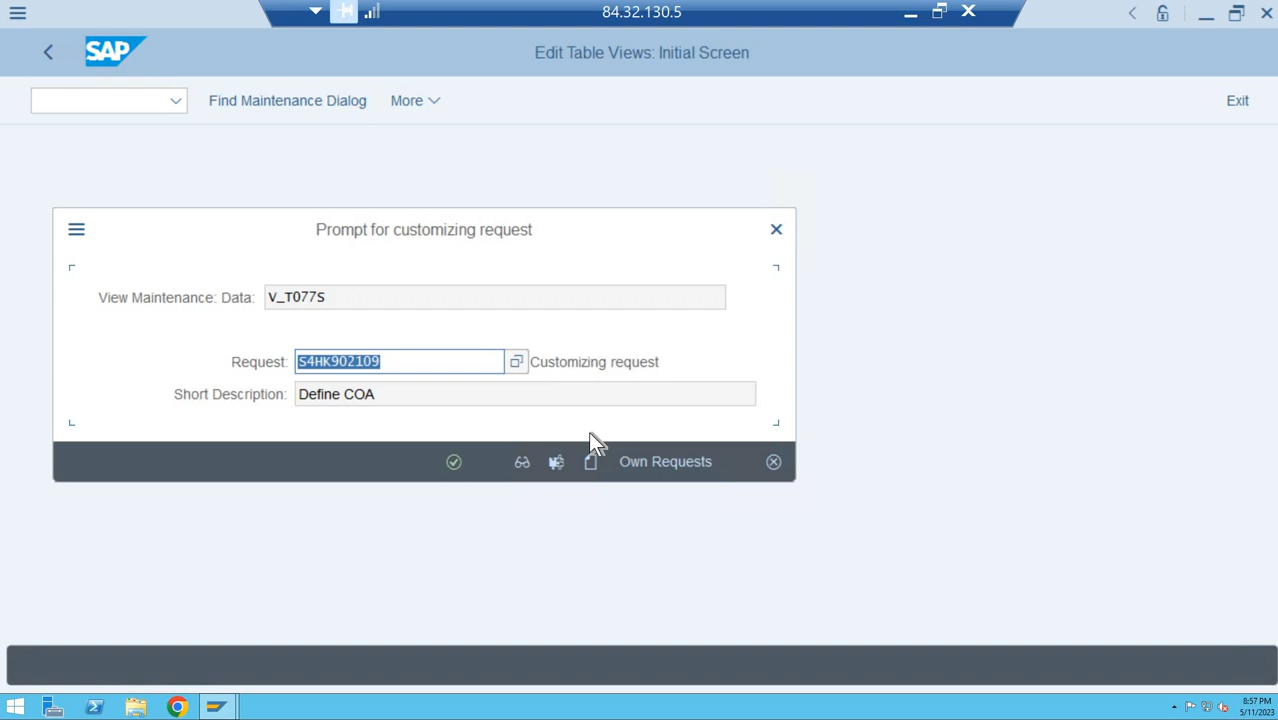 84.32.130.5
SAP
Edit Table Views: Initial Screen
Find Maintenance Dialog
More
Exit
Prompt for customizing request
View Maintenance: Data:
V_T077S
Request:
S4HK902109
Customizing request
Short Description:
Define COA
Own Requests
8:57 PM
5/11/2023